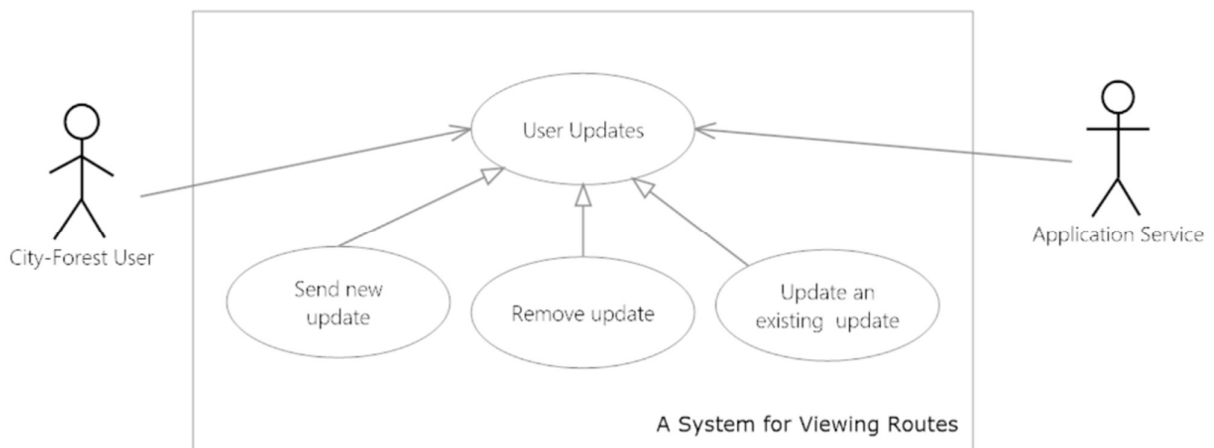 User Updates
City-Forest User
Application Service
Send new
update
Remove update
Update an
existing update
A System for Viewing Routes